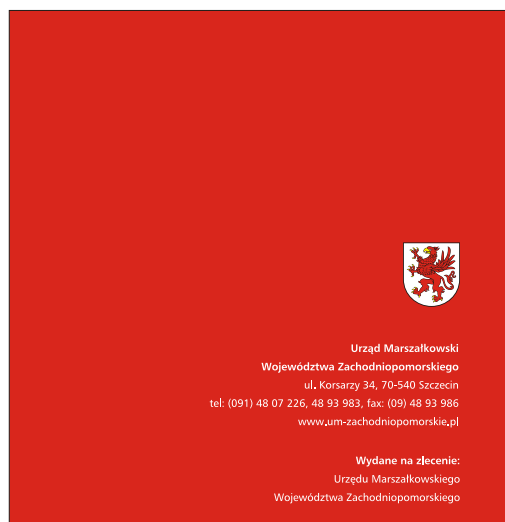 Urząd Marszałkowski
Województwa Zachodniopomorskiego
ul. Korsarzy 34, 70-540 Szczecin
tel: (091) 48 07 226, 48 93 983, fax: (09) 48 93 986
www.um-zachodniopomorskie.pl
Wydane na zlecenie:
Urzędu Marszałkowskiego
Województwa Zachodniopomorskiego